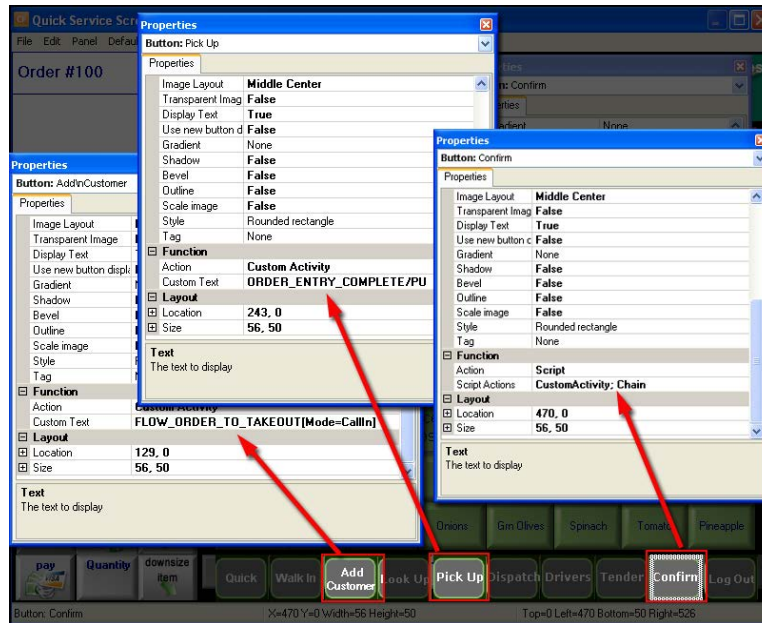 Quick Service Scr
File Edit Panel Defau
Order #100
Properties
Button: Pick Up
Properties
Image Layout Middle Center
Transparent Imag False
Display Text True
Use new button d False
Gradient None
Shadow False
Bevel False
Outline False
Scale image False
Style Rounded rectangle
Tag None
Function
Action Custom Activity
Custom Text ORDER_ENTRY_COMPLETE/PU
Layout
Location 243, 0
Size 56, 50
Text
The text to display
Properties
Button: Add\nCustomer
Properties
Image Layout
Transparent Image
Display Text
Use new button displ
Gradient
Shadow
Bevel
Outline
Scale image
Style
Tag
Function
Action Custom Activity
Custom Text FLOW_ORDER_TO_TAKEOUT[Mode=CallIn]
Layout
Location 129, 0
Size 56, 50
Text
The text to display
ties
n: Confirm
erties
adient None
Properties
Button: Confirm
Properties
Image Layout Middle Center
Transparent Imag False
Display Text True
Use new button c False
Gradient None
Shadow False
Bevel False
Outline False
Scale image False
Style Rounded rectangle
Tag None
Function
Action Script
Script Actions CustomActivity; Chain
Layout
Location 470, 0
Size 56, 50
Text
The text to display
Onions Grn Olives Spinach Tomato Pineapple
pay Quantity downsize item Quick Walk In Add Customer Look Up Pick Up Dispatch Drivers Tender Confirm Log Out
Button: Confirm X=470 Y=0 Width=56 Height=50 Top=0 Left=470 Bottom=50 Right=526